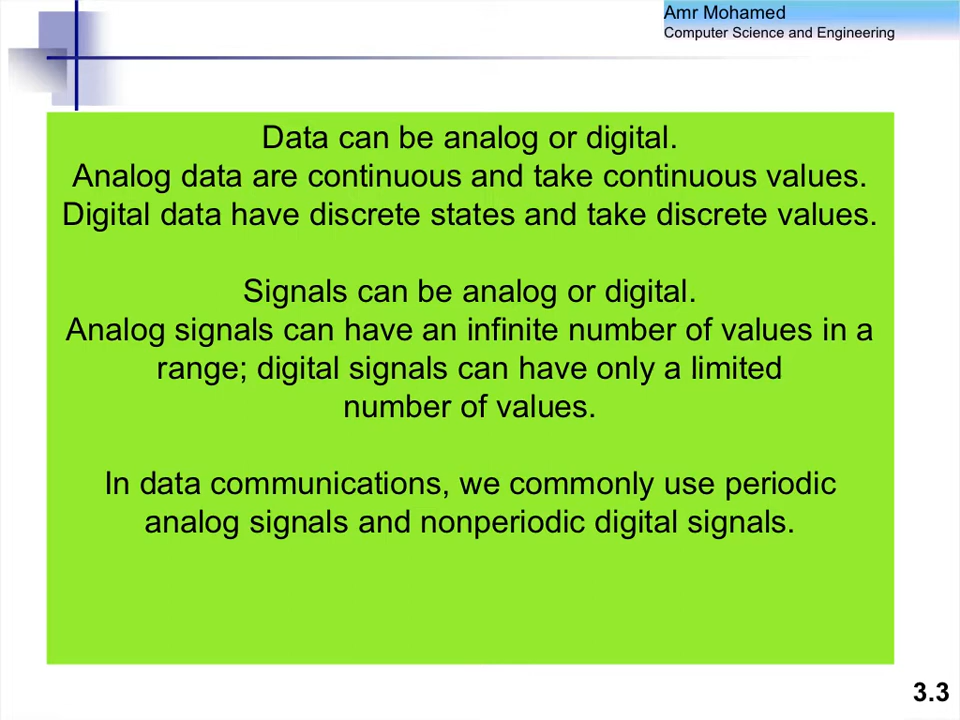 Amr Mohamed
Computer Science and Engineering
Data can be analog or digital.
Analog data are continuous and take continuous values.
Digital data have discrete states and take discrete values.
Signals can be analog or digital.
Analog signals can have an infinite number of values in a
range; digital signals can have only a limited
number of values.
In data communications, we commonly use periodic
analog signals and nonperiodic digital signals.
3.3